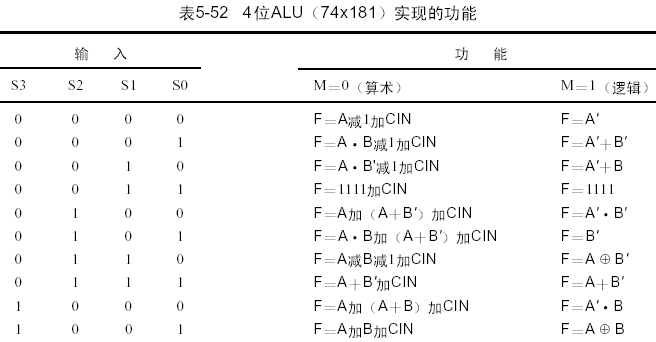 表5-52 4位ALU（74x181）实现的功能
输 入 功 能
S3 S2 S1 S0 M=0（算术） M=1（逻辑）
0 0 0 0 F=A减1加CIN F=A′
0 0 0 1 F=A·B减1加CIN F=A′+B′
0 0 1 0 F=A·B'减1加CIN F=A′+B
0 0 1 1 F=1111加CIN F=1111
0 1 0 0 F=A加（A+B′）加CIN F=A′·B′
0 1 0 1 F=A·B加（A+B′）加CIN F=B′
0 1 1 0 F=A减B减1加CIN F=A⊕B′
0 1 1 1 F=A+B′加CIN F=A+B′
1 0 0 0 F=A加（A+B）加CIN F=A′·B
1 0 0 1 F=A加B加CIN F=A⊕B